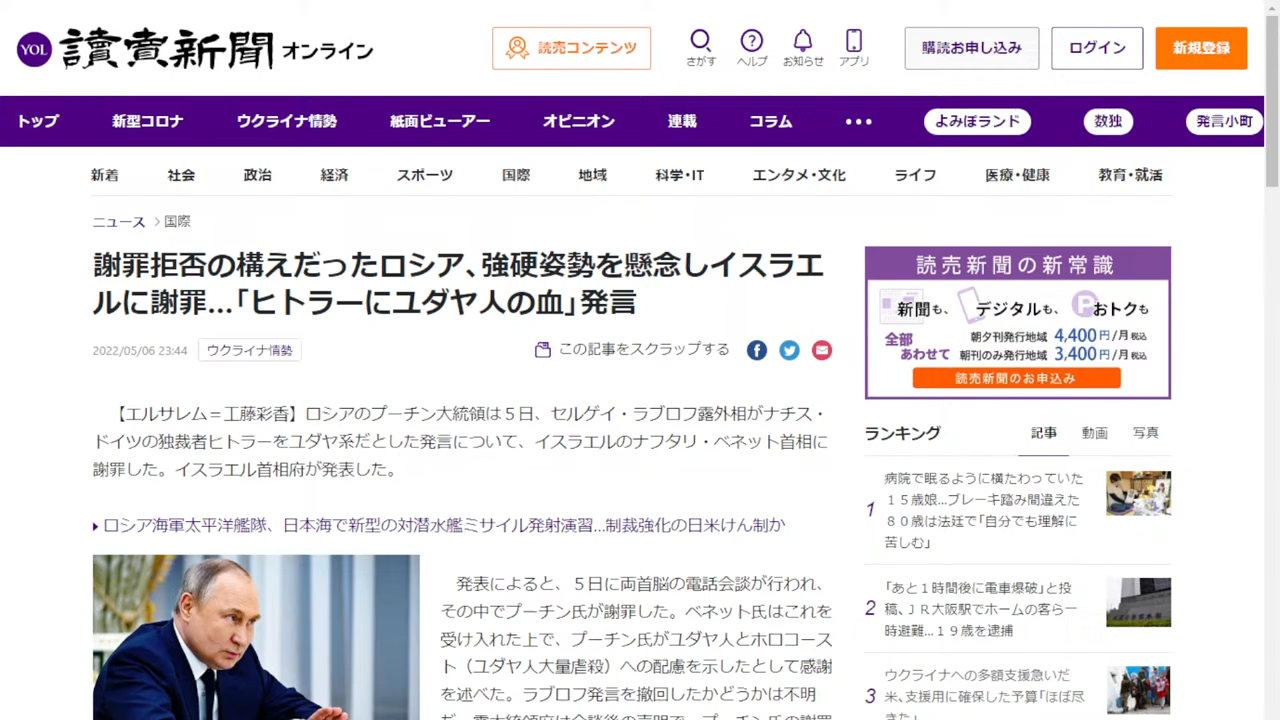 YOL 讀賣新聞 オンライン
読売コンテンツ
さがす
ヘルプ
お知らせ
アプリ
購読お申し込み
ログイン
新規登録
トップ
新型コロナ
ウクライナ情勢
紙面ビューアー
オピニオン
連載
コラム
•••
よみぽランド
数独
発言小町
新着
社会
政治
経済
スポーツ
国際
地域
科学・IT
エンタメ・文化
ライフ
医療・健康
教育・就活
ニュース > 国際
謝罪拒否の構えだったロシア、強硬姿勢を懸念しイスラエ
ルに謝罪…「ヒトラーにユダヤ人の血」発言
2022/05/06 23:44
ウクライナ情勢
この記事をスクラップする
【エルサレム＝工藤彩香】ロシアのプーチン大統領は５日、セルゲイ・ラブロフ露外相がナチス・
ドイツの独裁者ヒトラーをユダヤ系だとした発言について、イスラエルのナフタリ・ベネット首相に
謝罪した。イスラエル首相府が発表した。
ロシア海軍太平洋艦隊、日本海で新型の対潜水艦ミサイル発射演習…制裁強化の日米けん制か
発表によると、５日に両首脳の電話会談が行われ、
その中でプーチン氏が謝罪した。ベネット氏はこれを
受け入れた上で、プーチン氏がユダヤ人とホロコース
ト（ユダヤ人大量虐殺）への配慮を示したとして感謝
を述べた。ラブロフ発言を撤回したかどうかは不明
だ。露大統領府は会談後の声明で、プーチン氏の謝罪
読売新聞の新常識
新聞も、デジタルも、Pおトクも
全部
あわせて
朝夕刊発行地域 4,400円/月税込
朝刊のみ発行地域 3,400円/月税込
読売新聞のお申込み
ランキング
記事
動画
写真
1
病院で眠るように横たわっていた
１５歳娘…ブレーキ踏み間違えた
８０歳は法廷で「自分でも理解に
苦しむ」
2
「あと１時間後に電車爆破」と投
稿、ＪＲ大阪駅でホームの客ら一
時避難…１９歳を逮捕
3
ウクライナへの多額支援急いだ
米、支援用に確保した予算「ほぼ尽
きた」